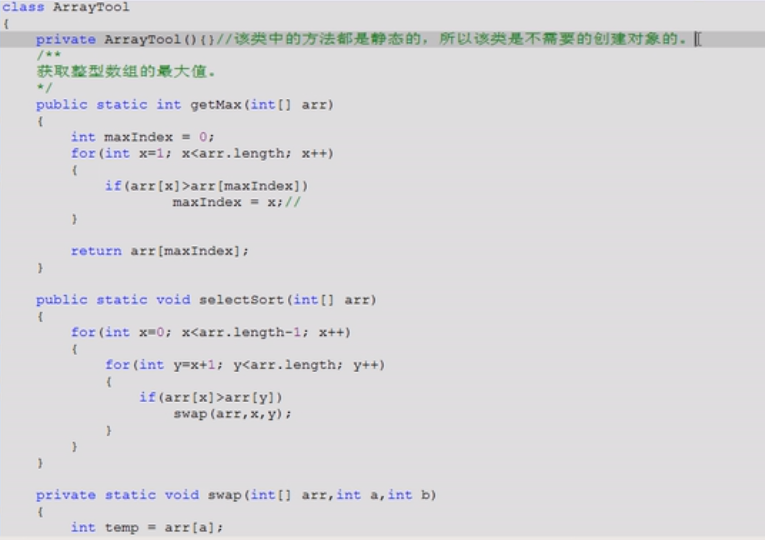 class ArrayTool
{
private ArrayTool(){}//该类中的方法都是静态的，所以该类是不需要的创建对象的。
/**
获取整型数组的最大值。
*/
public static int getMax(int[] arr)
{
int maxIndex = 0;
for(int x=1; x<arr.length; x++)
{
if(arr[x]>arr[maxIndex])
maxIndex = x;//
}
return arr[maxIndex];
}
public static void selectSort(int[] arr)
{
for(int x=0; x<arr.length-1; x++)
{
for(int y=x+1; y<arr.length; y++)
{
if(arr[x]>arr[y])
swap(arr,x,y);
}
}
}
private static void swap(int[] arr,int a,int b)
{
int temp = arr[a];